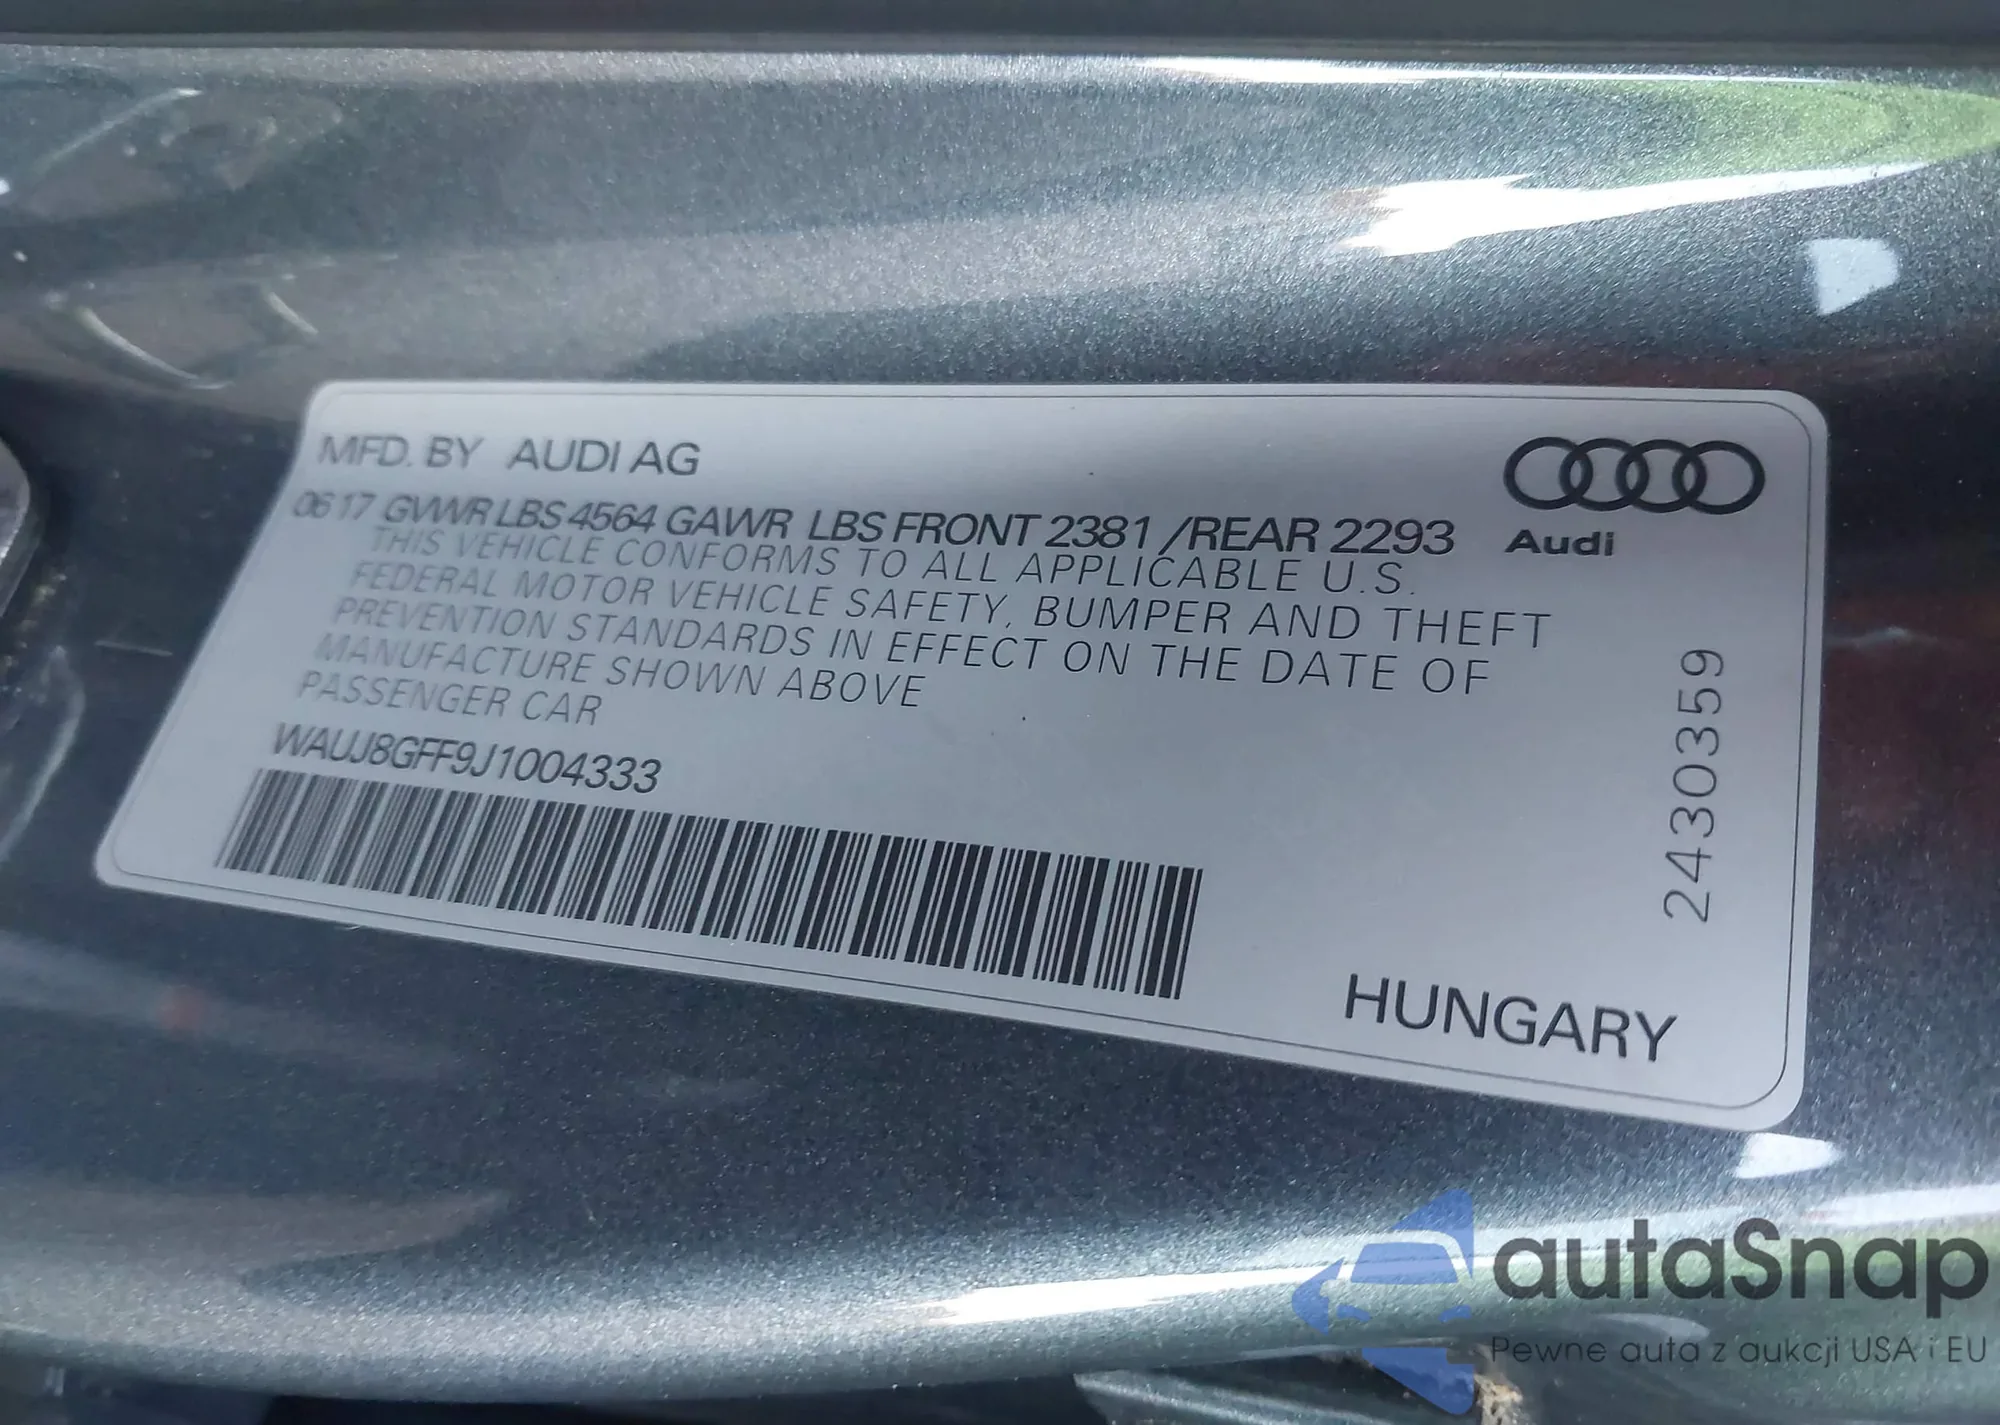 MFD. BY AUDI AG
0617 GVWR LBS 4564 GAWR LBS FRONT 2381 /REAR 2293
THIS VEHICLE CONFORMS TO ALL APPLICABLE U.S.
FEDERAL MOTOR VEHICLE SAFETY, BUMPER AND THEFT
PREVENTION STANDARDS IN EFFECT ON THE DATE OF
MANUFACTURE SHOWN ABOVE
PASSENGER CAR
WAUJ8GFF9J1004333
Audi
2430359
HUNGARY
autaSnap
Pewne auta z aukcji USA i EU